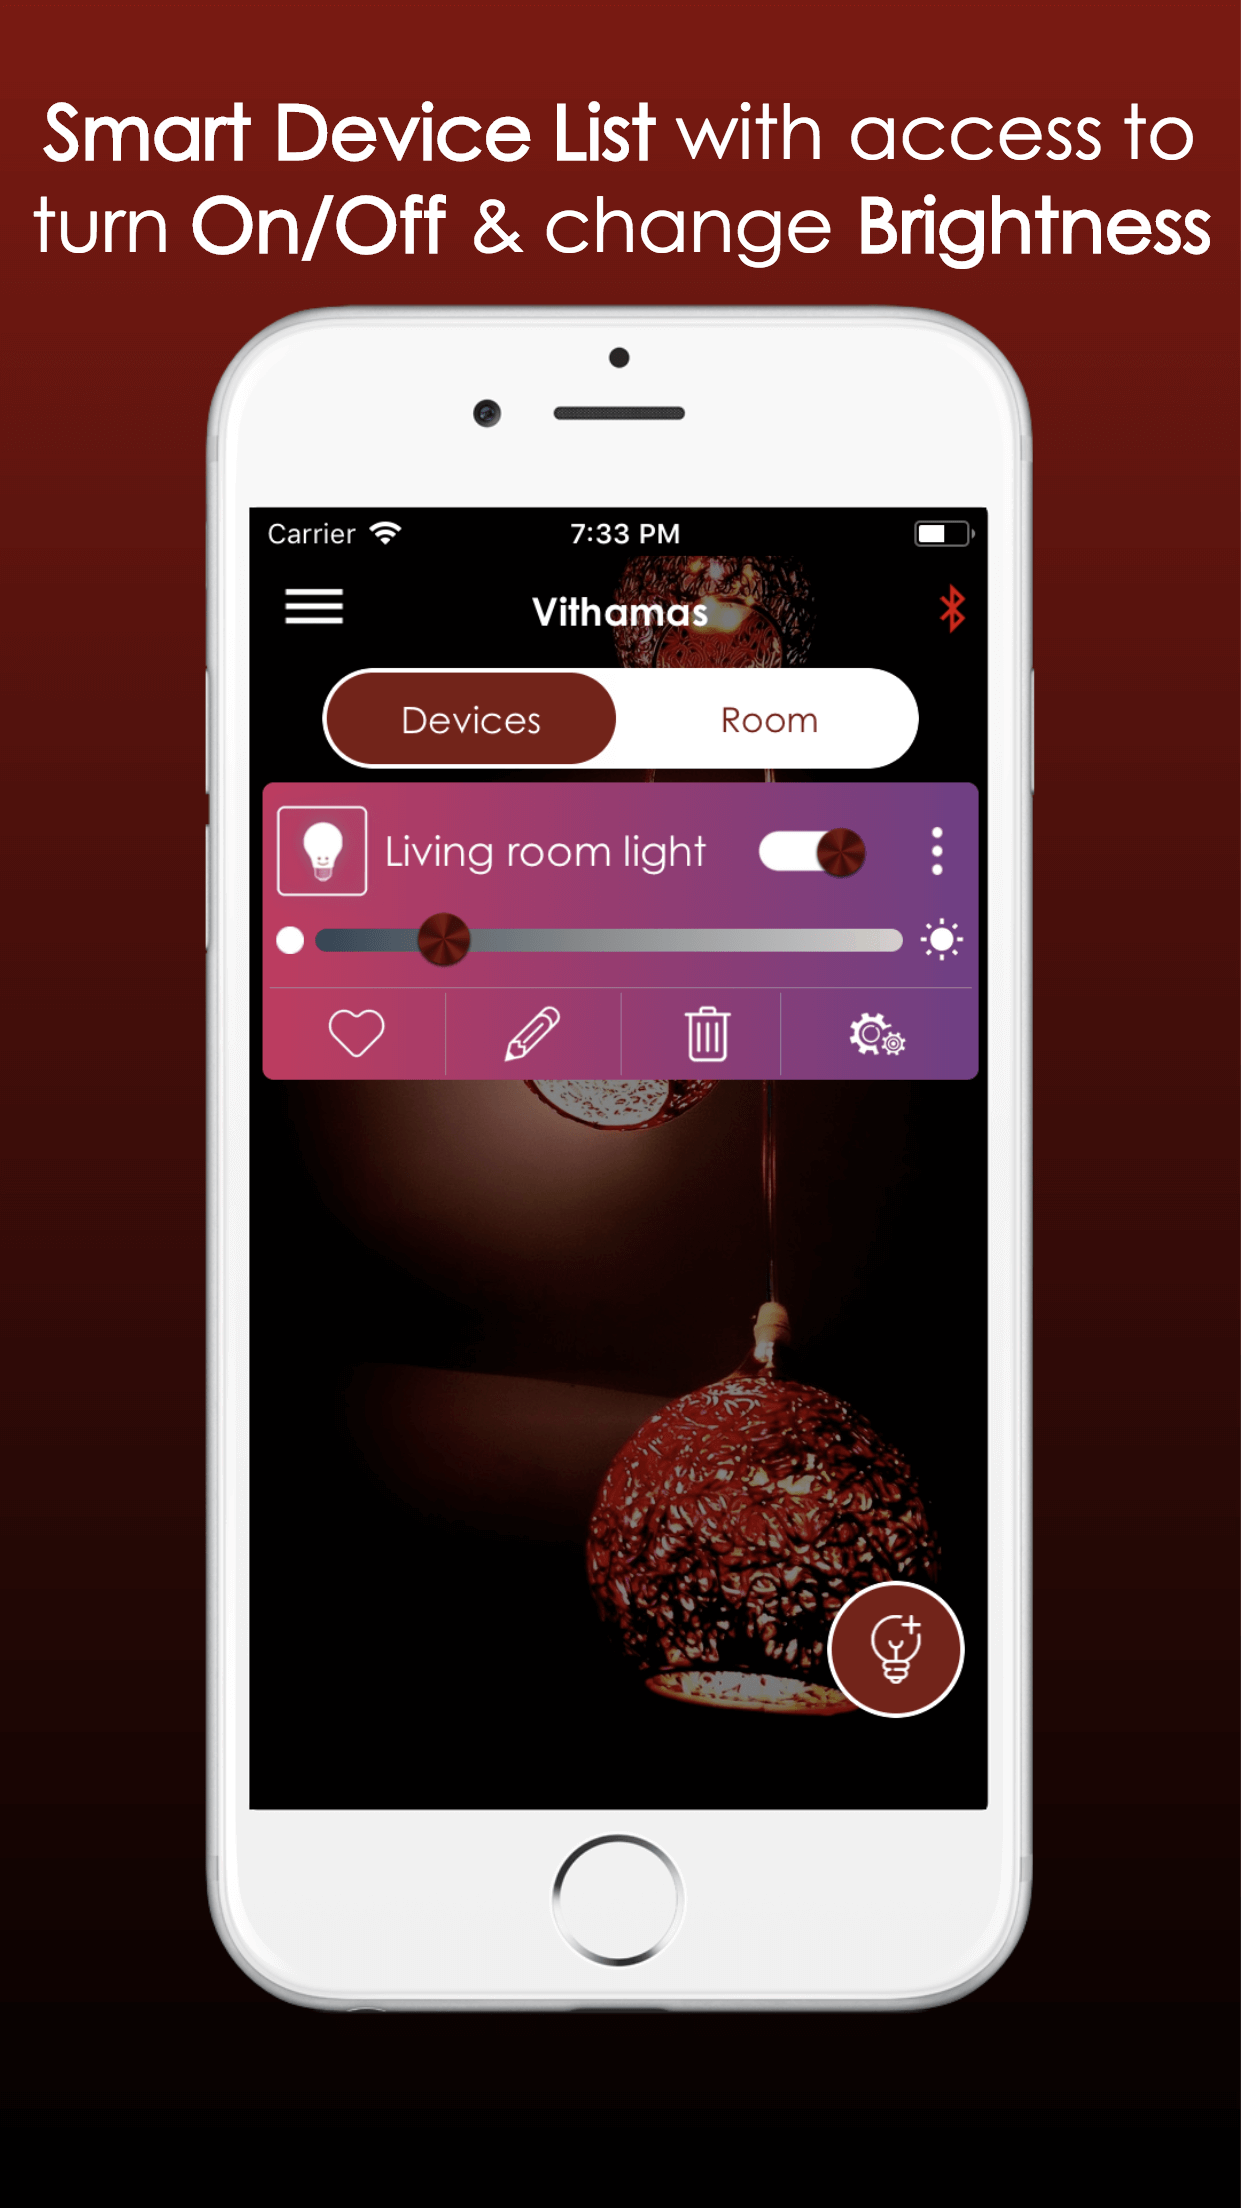 Smart Device List with access to
turn On/Off & change Brightness
Carrier 7:33 PM
Vithamas
Devices Room
Living room light